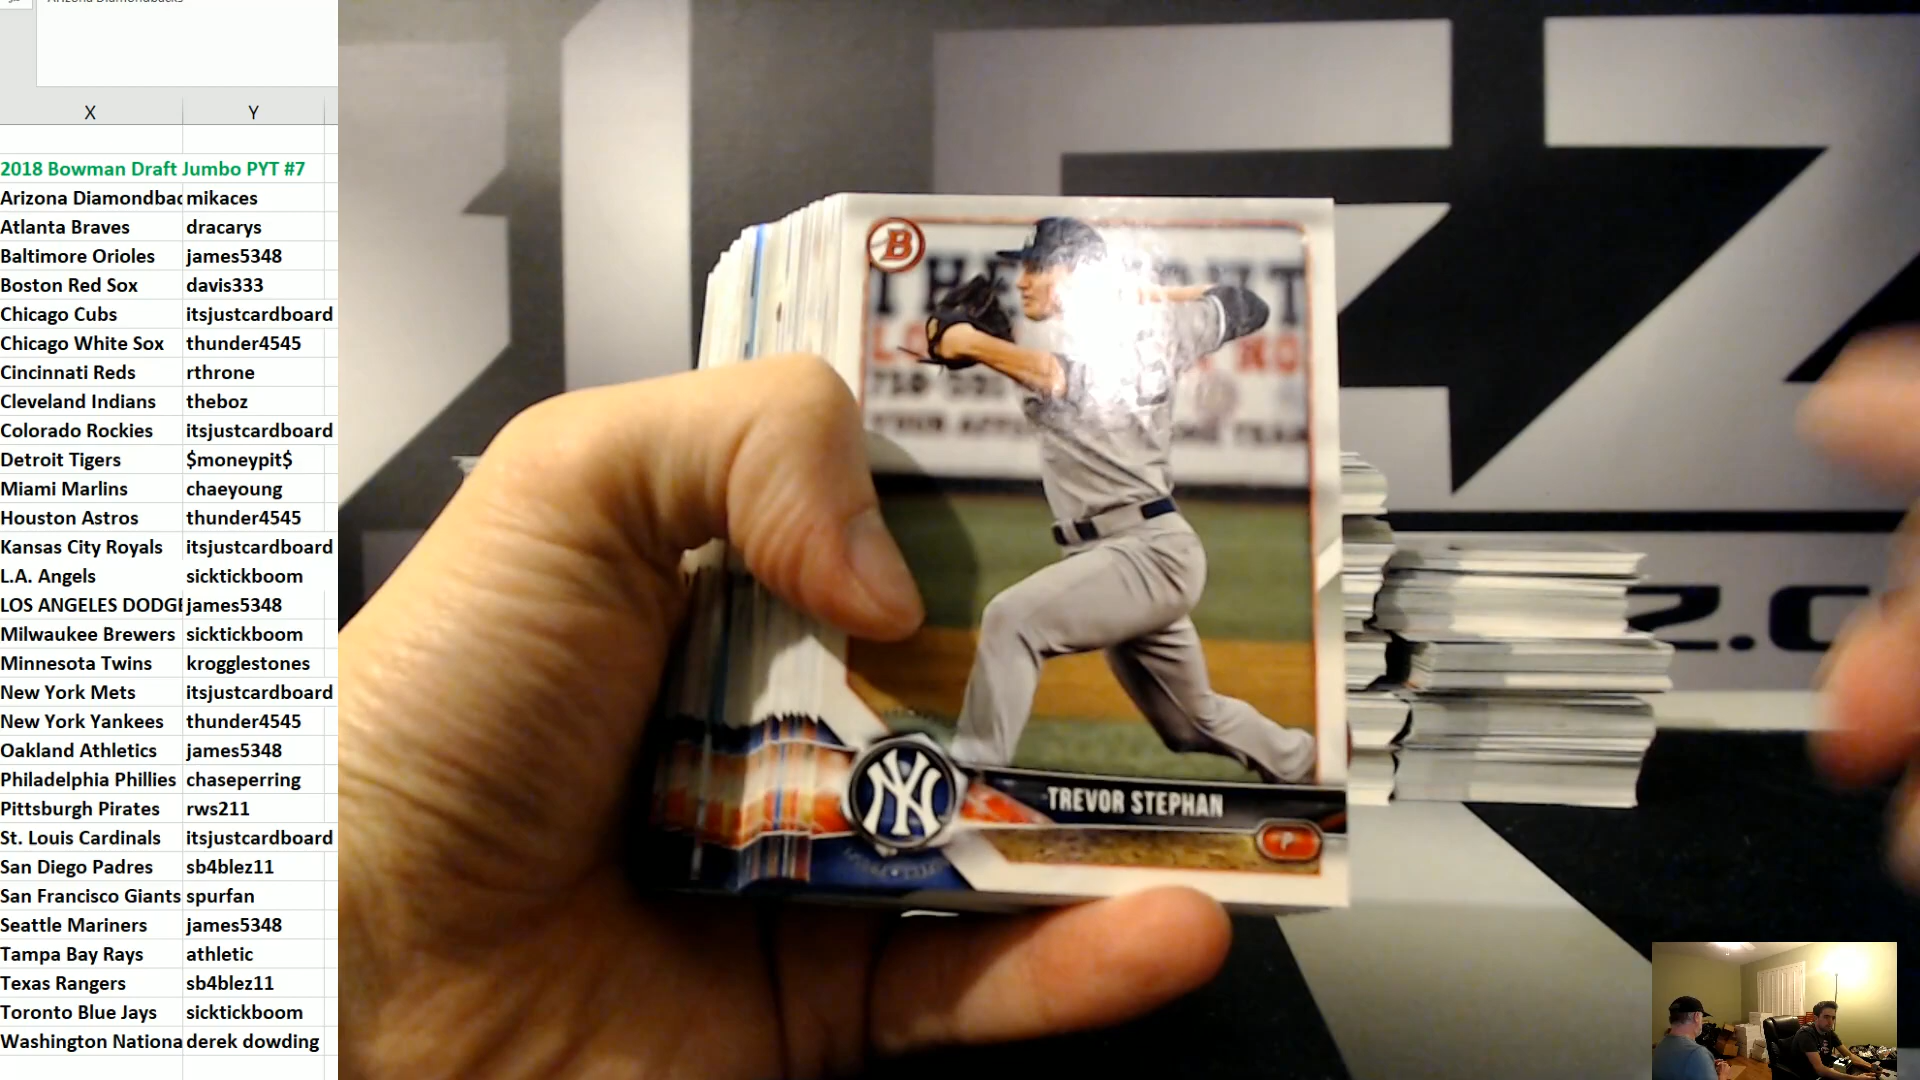 X Y
2018 Bowman Draft Jumbo PYT #7
Arizona Diamondbac mikaces
Atlanta Braves dracarys
Baltimore Orioles james5348
Boston Red Sox davis333
Chicago Cubs itsjustcardboard
Chicago White Sox thunder4545
Cincinnati Reds rthrone
Cleveland Indians theboz
Colorado Rockies itsjustcardboard
Detroit Tigers $moneypit$
Miami Marlins chaeyoung
Houston Astros thunder4545
Kansas City Royals itsjustcardboard
L.A. Angels sicktickboom
LOS ANGELES DODGE james5348
Milwaukee Brewers sicktickboom
Minnesota Twins krogglestones
New York Mets itsjustcardboard
New York Yankees thunder4545
Oakland Athletics james5348
Philadelphia Phillies chaseperring
Pittsburgh Pirates rws211
St. Louis Cardinals itsjustcardboard
San Diego Padres sb4blez11
San Francisco Giants spurfan
Seattle Mariners james5348
Tampa Bay Rays athletic
Texas Rangers sb4blez11
Toronto Blue Jays sicktickboom
Washington Nationa derek dowding
B
NY
TREVOR STEPHAN
P
Z.C